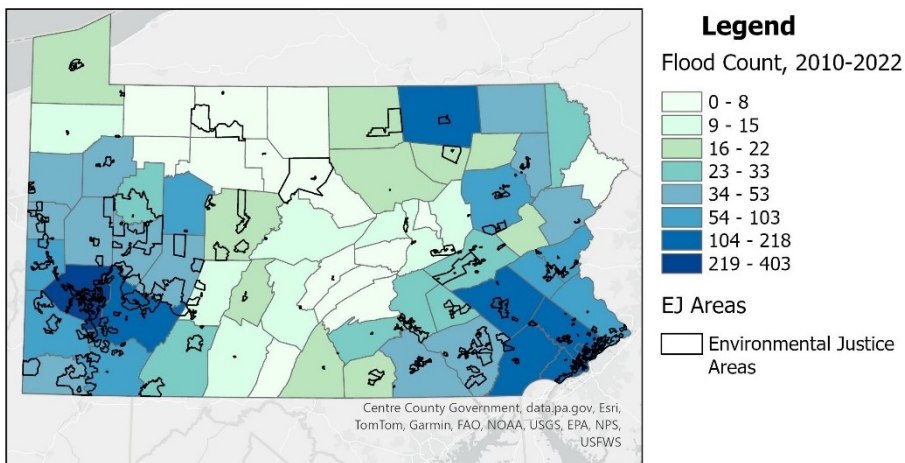 Legend
Flood Count, 2010-2022
0 - 8
9 - 15
16 - 22
23 - 33
34 - 53
54 - 103
104 - 218
219 - 403
EJ Areas
Environmental Justice
Areas
Centre County Government, data.pa.gov, Esri,
TomTom, Garmin, FAO, NOAA, USGS, EPA, NPS,
USFWS